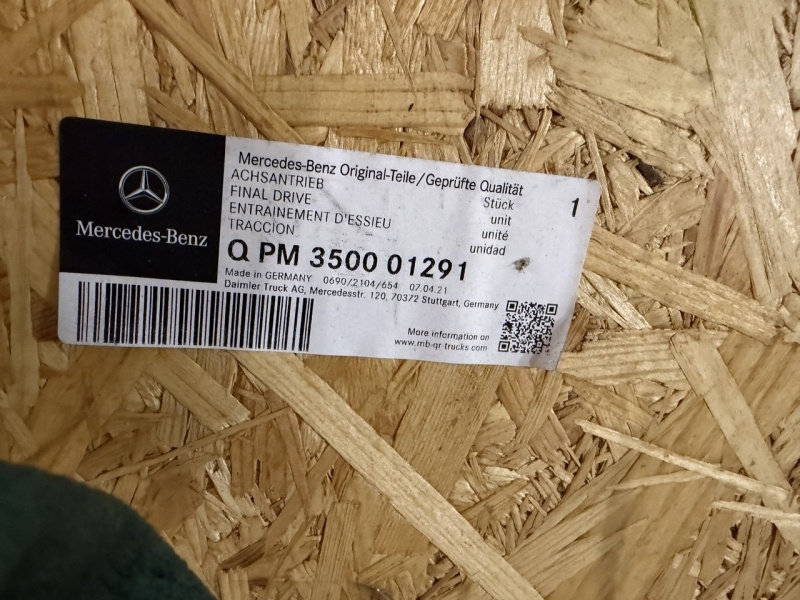 Mercedes-Benz
Mercedes-Benz Original-Teile/Geprüfte Qualität
ACHSANTRIEB
FINAL DRIVE
ENTRAINEMENT D'ESSIEU
TRACCION
Stück 1
unit
unité
unidad
Q PM 3500 01291
Made in GERMANY 0690/2104/654 07.04.21
Daimler Truck AG, Mercedesstr. 120, 70372 Stuttgart, Germany
More information on
www.mb-qr-trucks.com